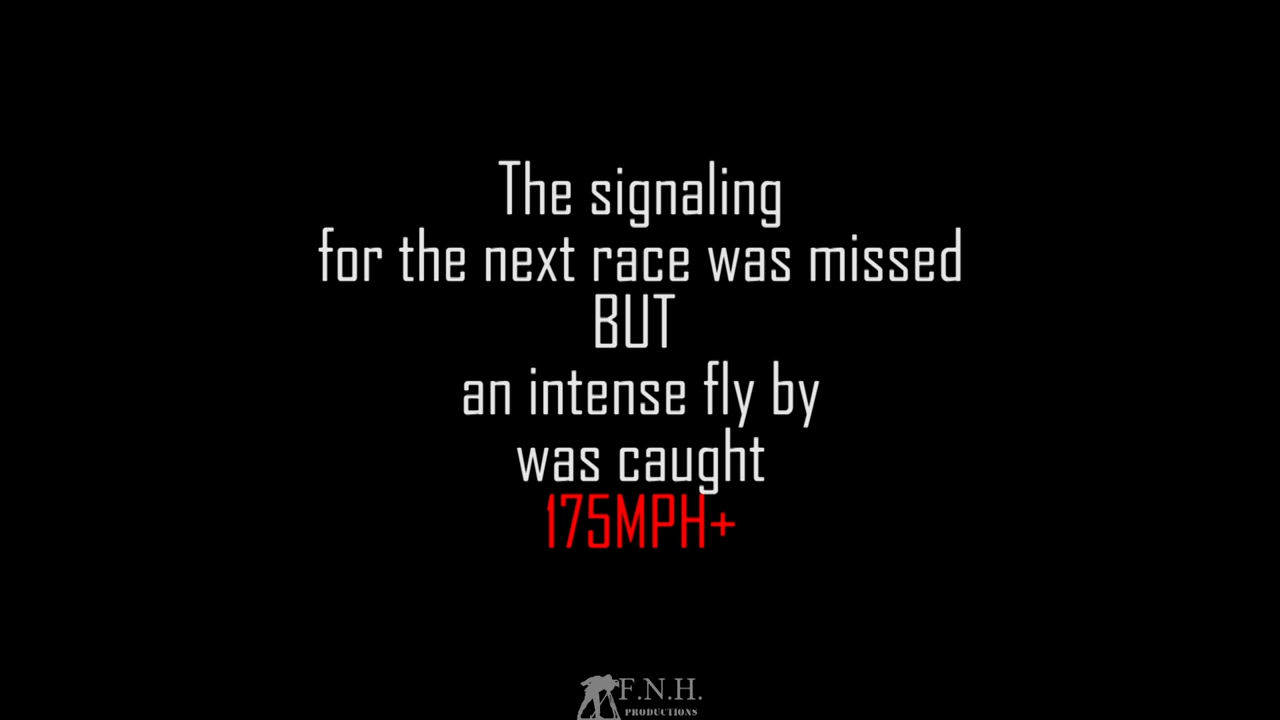 The signaling
for the next race was missed
BUT
an intense fly by
was caught
175MPH+
F.N.H.
PRODUCTIONS